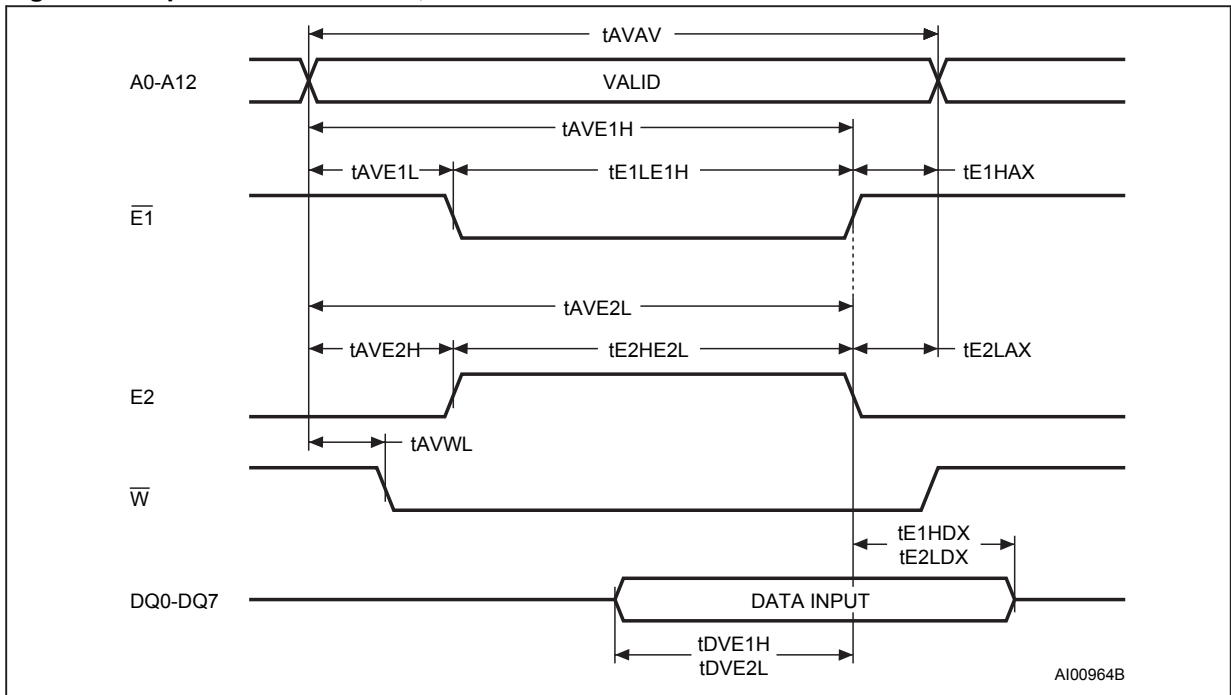 tAVAV
A0-A12
VALID
tAVE1H
tAVE1L
tE1LE1H
tE1HAX
E1
tAVE2L
tAVE2H
tE2HE2L
tE2LAX
E2
tAVWL
W
tE1HDX
tE2LDX
DQ0-DQ7
DATA INPUT
tDVE1H
tDVE2L
AI00964B